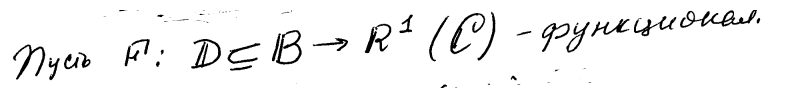 Пусть F: 𝔻 ⊆ 𝔹 → R¹ (ℂ) - функционал.